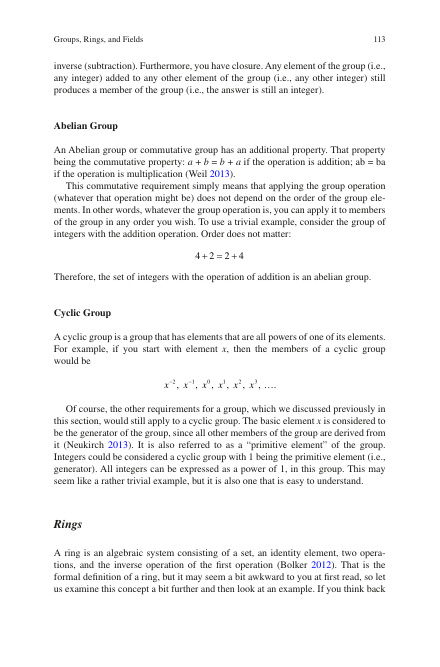 Groups, Rings, and Fields 113
inverse (subtraction). Furthermore, you have closure. Any element of the group (i.e.,
any integer) added to any other element of the group (i.e., any other integer) still
produces a member of the group (i.e., the answer is still an integer).
Abelian Group
An Abelian group or commutative group has an additional property. That property
being the commutative property: a + b = b + a if the operation is addition; ab = ba
if the operation is multiplication (Weil 2013).
This commutative requirement simply means that applying the group operation
(whatever that operation might be) does not depend on the order of the group ele-
ments. In other words, whatever the group operation is, you can apply it to members
of the group in any order you wish. To use a trivial example, consider the group of
integers with the addition operation. Order does not matter:
4 + 2 = 2 + 4
Therefore, the set of integers with the operation of addition is an abelian group.
Cyclic Group
A cyclic group is a group that has elements that are all powers of one of its elements.
For example, if you start with element x, then the members of a cyclic group
would be
x⁻², x⁻¹, x⁰, x¹, x², x³, ….
Of course, the other requirements for a group, which we discussed previously in
this section, would still apply to a cyclic group. The basic element x is considered to
be the generator of the group, since all other members of the group are derived from
it (Neukirch 2013). It is also referred to as a “primitive element” of the group.
Integers could be considered a cyclic group with 1 being the primitive element (i.e.,
generator). All integers can be expressed as a power of 1, in this group. This may
seem like a rather trivial example, but it is also one that is easy to understand.
Rings
A ring is an algebraic system consisting of a set, an identity element, two opera-
tions, and the inverse operation of the first operation (Bolker 2012). That is the
formal definition of a ring, but it may seem a bit awkward to you at first read, so let
us examine this concept a bit further and then look at an example. If you think back